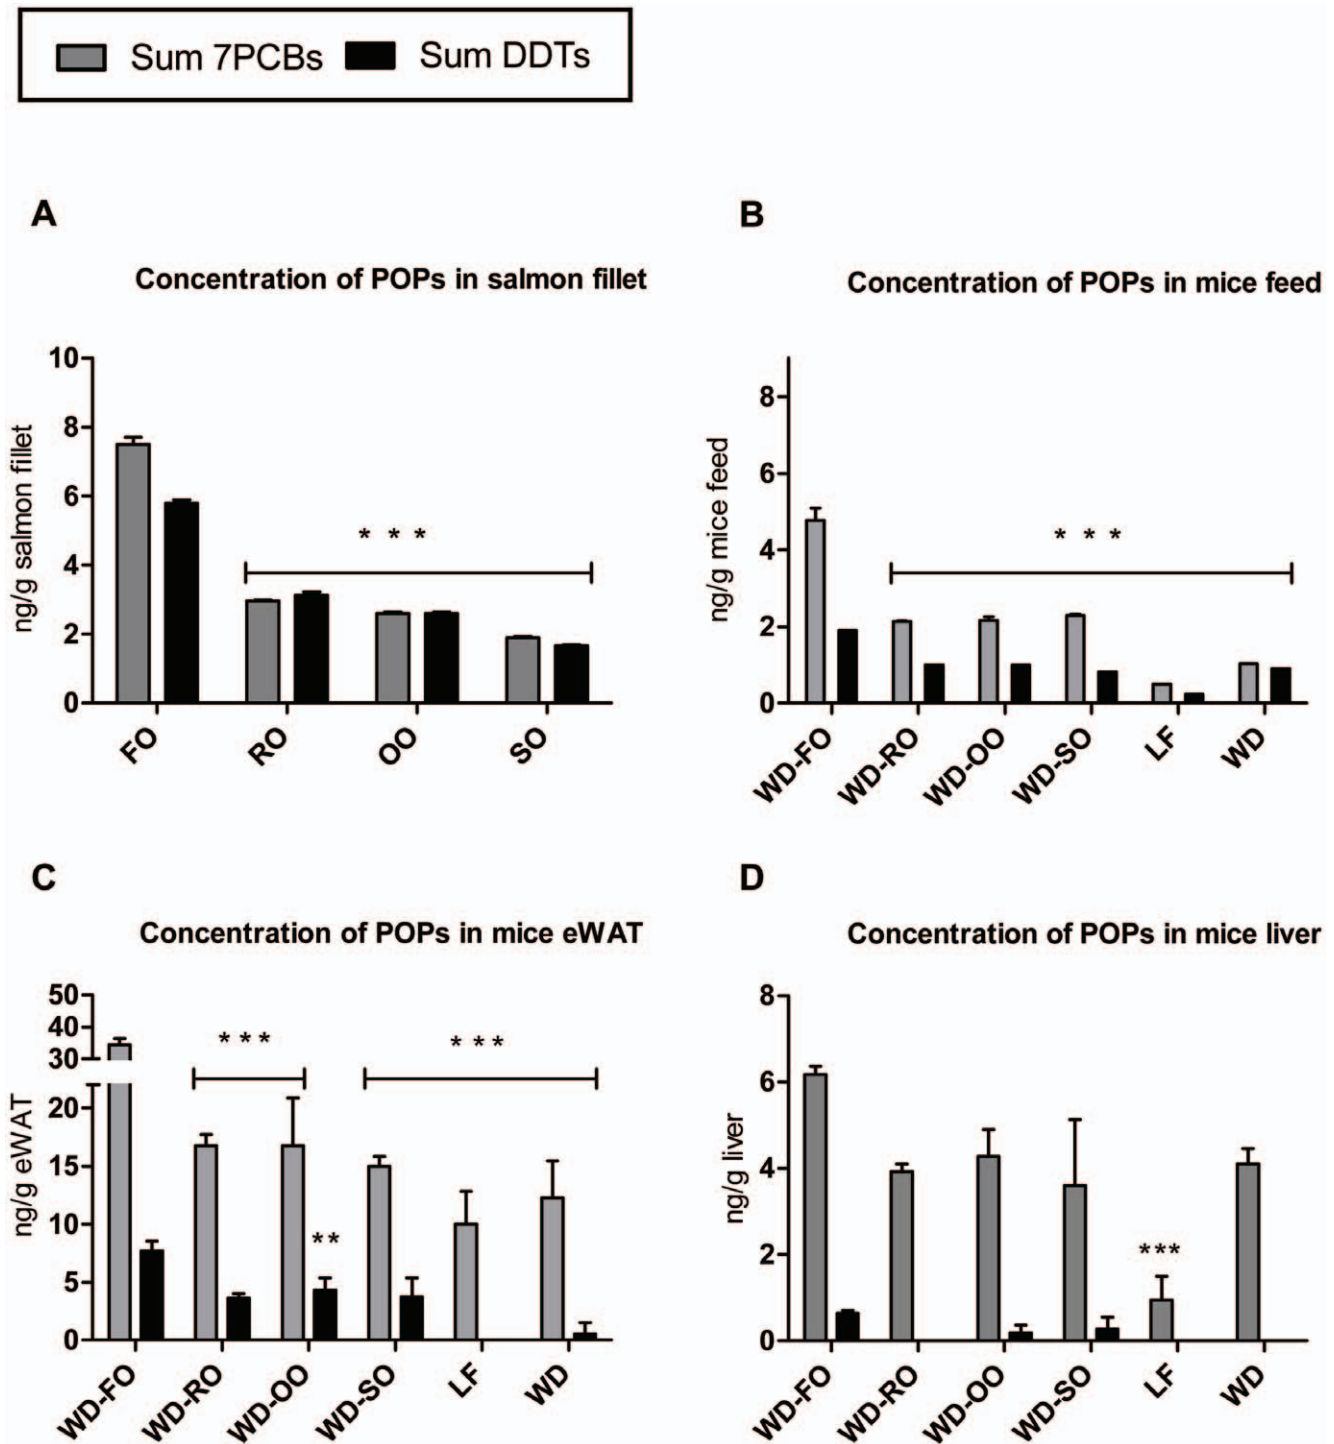 Sum 7PCBs Sum DDTs
A
Concentration of POPs in salmon fillet
ng/g salmon fillet
10
8
6
4
2
0
* * *
FO RO OO SO
B
Concentration of POPs in mice feed
ng/g mice feed
8
6
4
2
0
* * *
WD-FO WD-RO WD-OO WD-SO LF WD
C
Concentration of POPs in mice eWAT
ng/g eWAT
50
40
30
20
15
10
5
0
* * *
* * *
**
WD-FO WD-RO WD-OO WD-SO LF WD
D
Concentration of POPs in mice liver
ng/g liver
8
6
4
2
0
***
WD-FO WD-RO WD-OO WD-SO LF WD